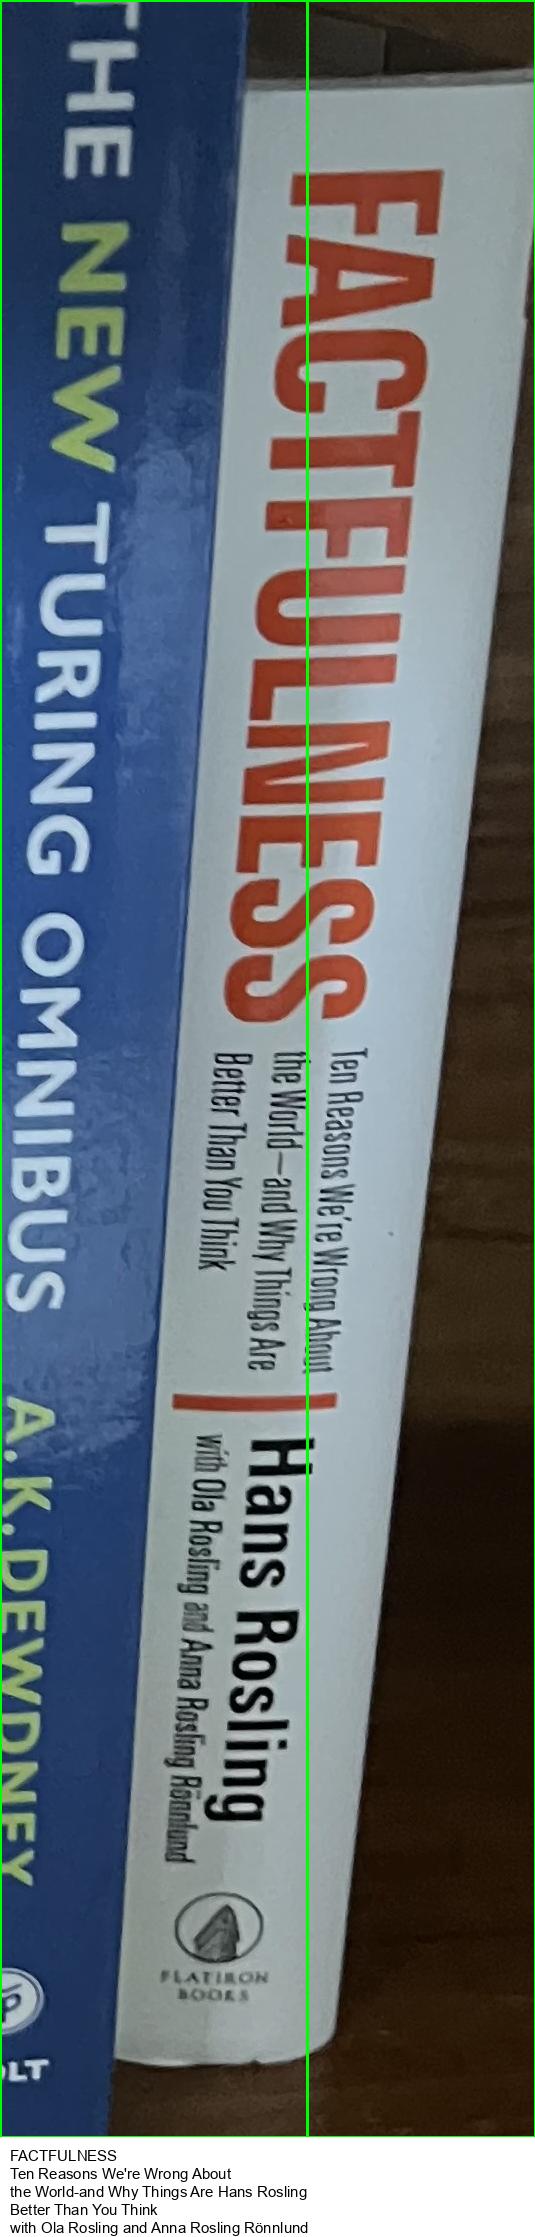 THE NEW TURING OMNIBUS A.K. DEWDNEY
FACTFULNESS
Ten Reasons We're Wrong About
the World—and Why Things Are
Better Than You Think
Hans Rosling
with Ola Rosling and Anna Rosling Rönnlund
FLATIRON
BOOKS
FACTFULNESS
Ten Reasons We're Wrong About
the World-and Why Things Are Hans Rosling
Better Than You Think
with Ola Rosling and Anna Rosling Rönnlund